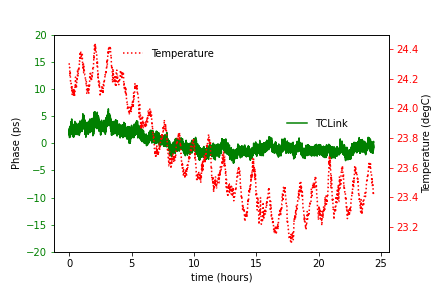 20
15
10
5
0
−5
−10
−15
−20
Phase (ps)
Temperature
TCLink
24.4
24.2
24.0
23.8
23.6
23.4
23.2
Temperature (degC)
0 5 10 15 20 25
time (hours)